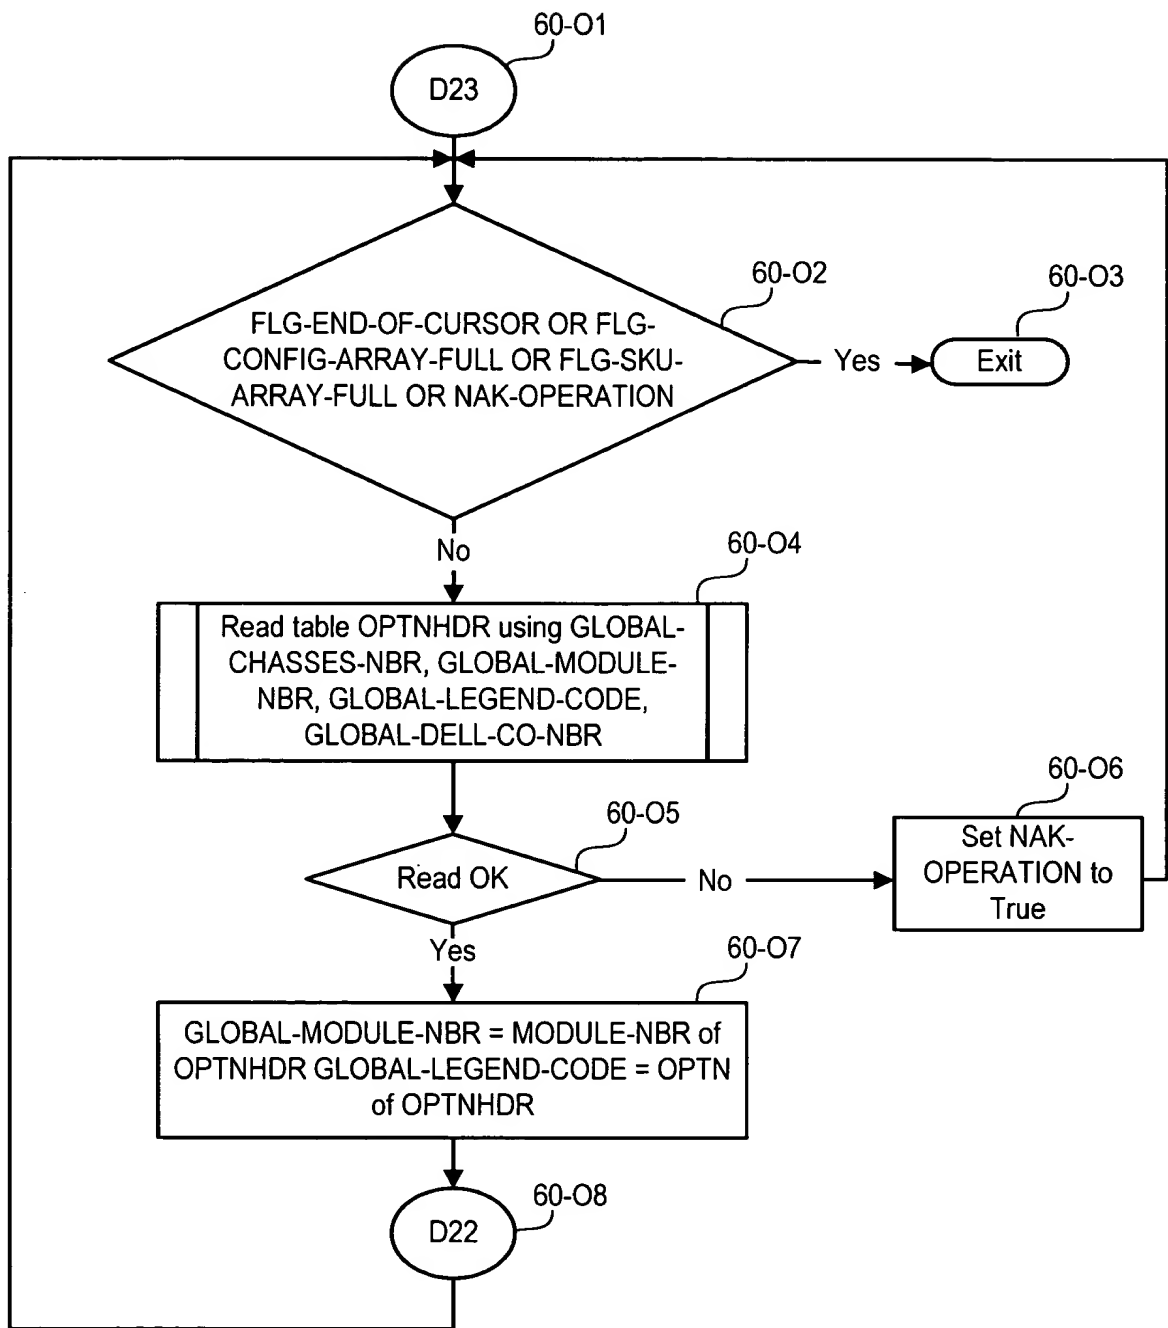 60-O1
D23
60-O2
60-O3
FLG-END-OF-CURSOR OR FLG-
CONFIG-ARRAY-FULL OR FLG-SKU-
ARRAY-FULL OR NAK-OPERATION
Yes
Exit
No
60-O4
Read table OPTNHDR using GLOBAL-
CHASSES-NBR, GLOBAL-MODULE-
NBR, GLOBAL-LEGEND-CODE,
GLOBAL-DELL-CO-NBR
60-O5
60-O6
Read OK
No
Set NAK-
OPERATION to
True
Yes
60-O7
GLOBAL-MODULE-NBR = MODULE-NBR of
OPTNHDR GLOBAL-LEGEND-CODE = OPTN
of OPTNHDR
60-O8
D22